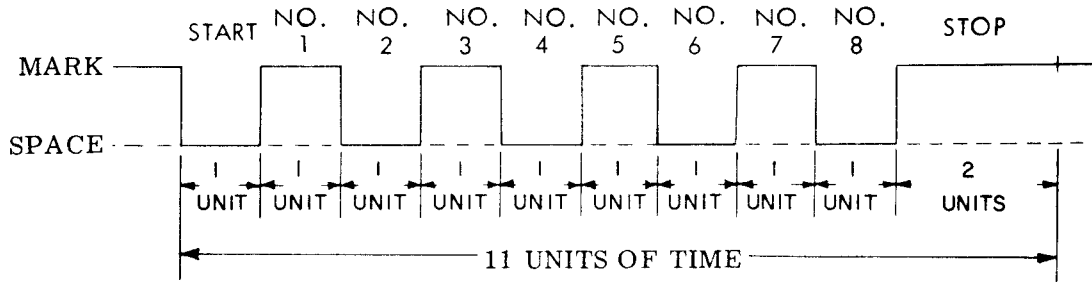 START NO. 1 NO. 2 NO. 3 NO. 4 NO. 5 NO. 6 NO. 7 NO. 8 STOP
MARK
SPACE
1 UNIT 1 UNIT 1 UNIT 1 UNIT 1 UNIT 1 UNIT 1 UNIT 1 UNIT 1 UNIT 2 UNITS
11 UNITS OF TIME